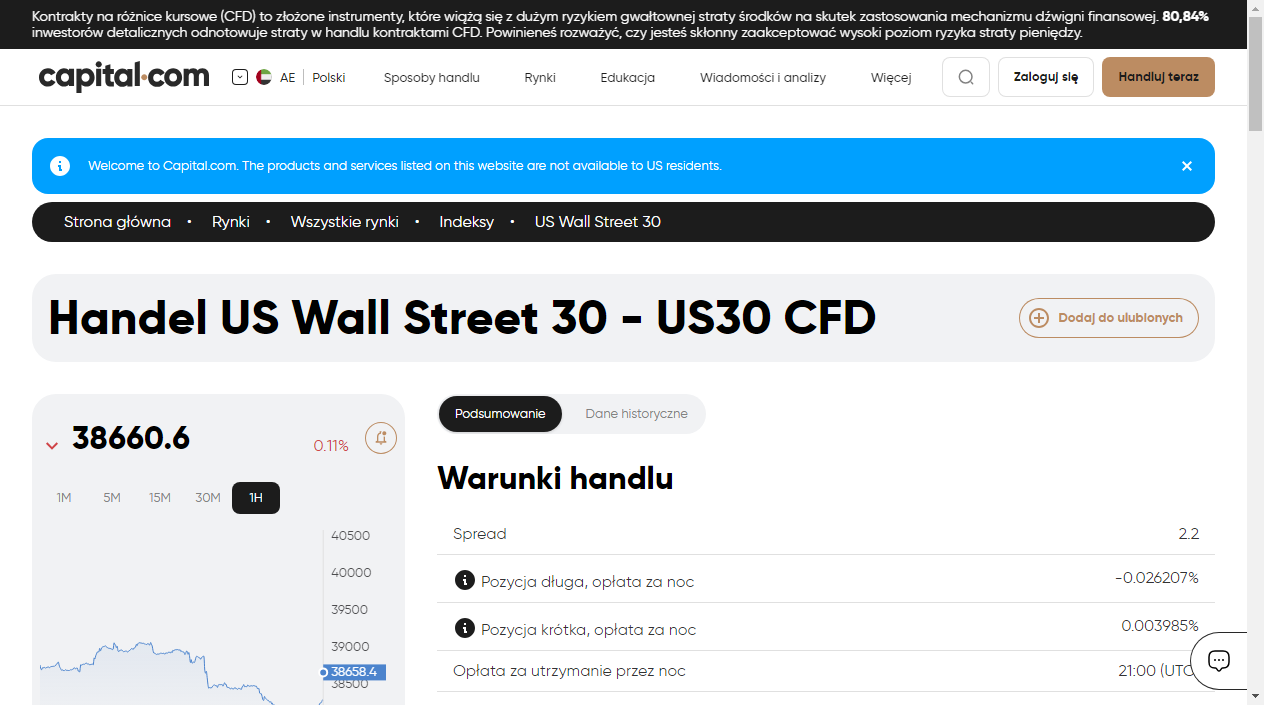 Kontrakty na różnice kursowe (CFD) to złożone instrumenty, które wiążą się z dużym ryzykiem gwałtownej straty środków na skutek zastosowania mechanizmu dźwigni finansowej. 80,84%
inwestorów detalicznych odnotowuje straty w handlu kontraktami CFD. Powinieneś rozważyć, czy jesteś skłonny zaakceptować wysoki poziom ryzyka straty pieniędzy.
capital.com AE Polski Sposoby handlu Rynki Edukacja Wiadomości i analizy Więcej Zaloguj się Handluj teraz
Welcome to Capital.com. The products and services listed on this website are not available to US residents.
Strona główna • Rynki • Wszystkie rynki • Indeksy • US Wall Street 30
Handel US Wall Street 30 - US30 CFD
Dodaj do ulubionych
38660.6 0.11%
1M 5M 15M 30M 1H
40500
40000
39500
39000
38658.4
38500
Podsumowanie Dane historyczne
Warunki handlu
Spread 2.2
Pozycja długa, opłata za noc -0.026207%
Pozycja krótka, opłata za noc 0.003985%
Opłata za utrzymanie przez noc 21:00 (UTC